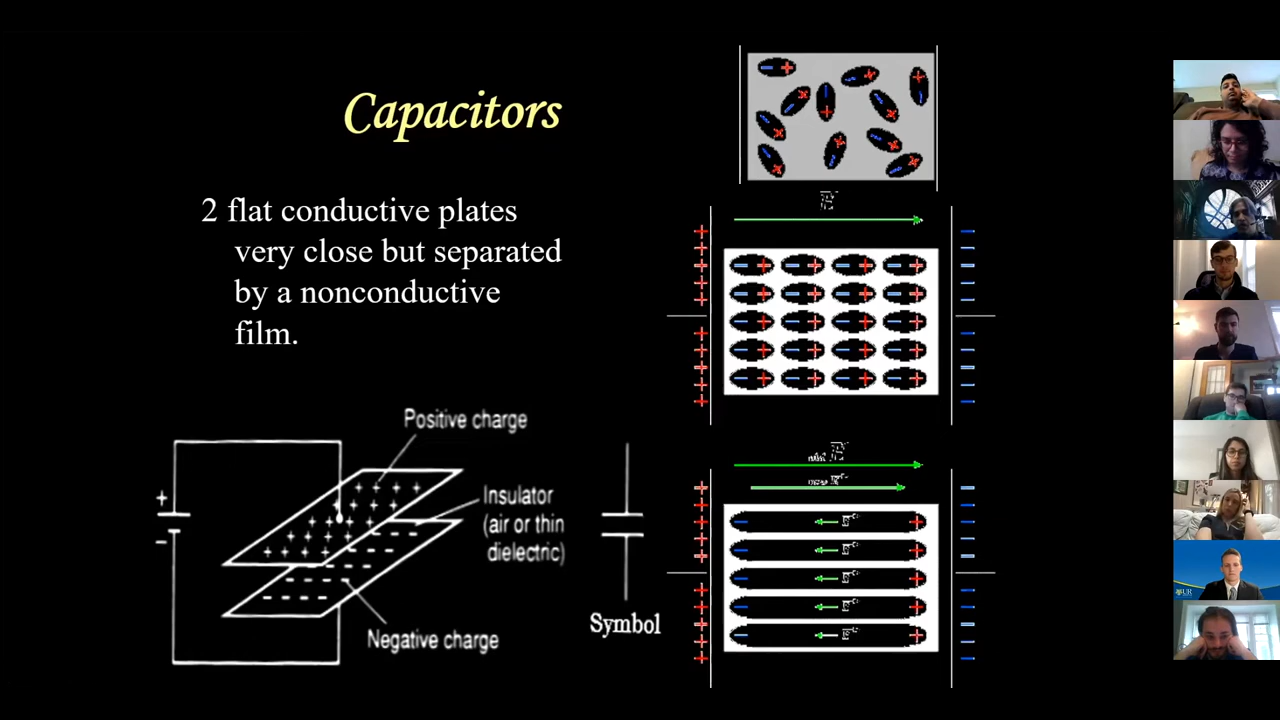 Capacitors
2 flat conductive plates
very close but separated
by a nonconductive
film.
Positive charge
Insulator
(air or thin
dielectric)
Negative charge
Symbol
+
−
E
E
UR